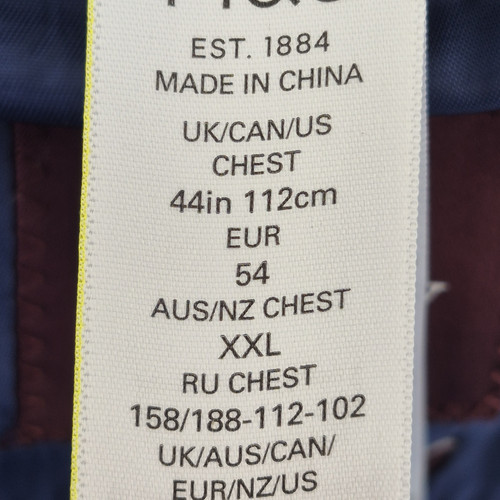 EST. 1884
MADE IN CHINA
UK/CAN/US
CHEST
44in 112cm
EUR
54
AUS/NZ CHEST
XXL
RU CHEST
158/188-112-102
UK/AUS/CAN/
EUR/NZ/US